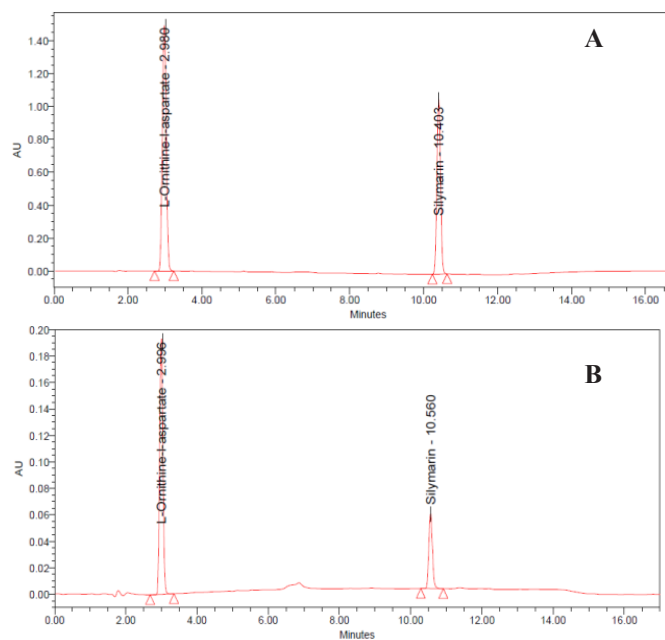 A
1.40
1.20
1.00
0.80
0.60
0.40
0.20
0.00
AU
L-Ornithine-l-aspartate - 2.980
Silymarin - 10.403
0.00 2.00 4.00 6.00 8.00 10.00 12.00 14.00 16.00
Minutes
B
0.20
0.18
0.16
0.14
0.12
0.10
0.08
0.06
0.04
0.02
0.00
AU
L-Ornithine-l-aspartate - 2.996
Silymarin - 10.560
0.00 2.00 4.00 6.00 8.00 10.00 12.00 14.00 16.00
Minutes